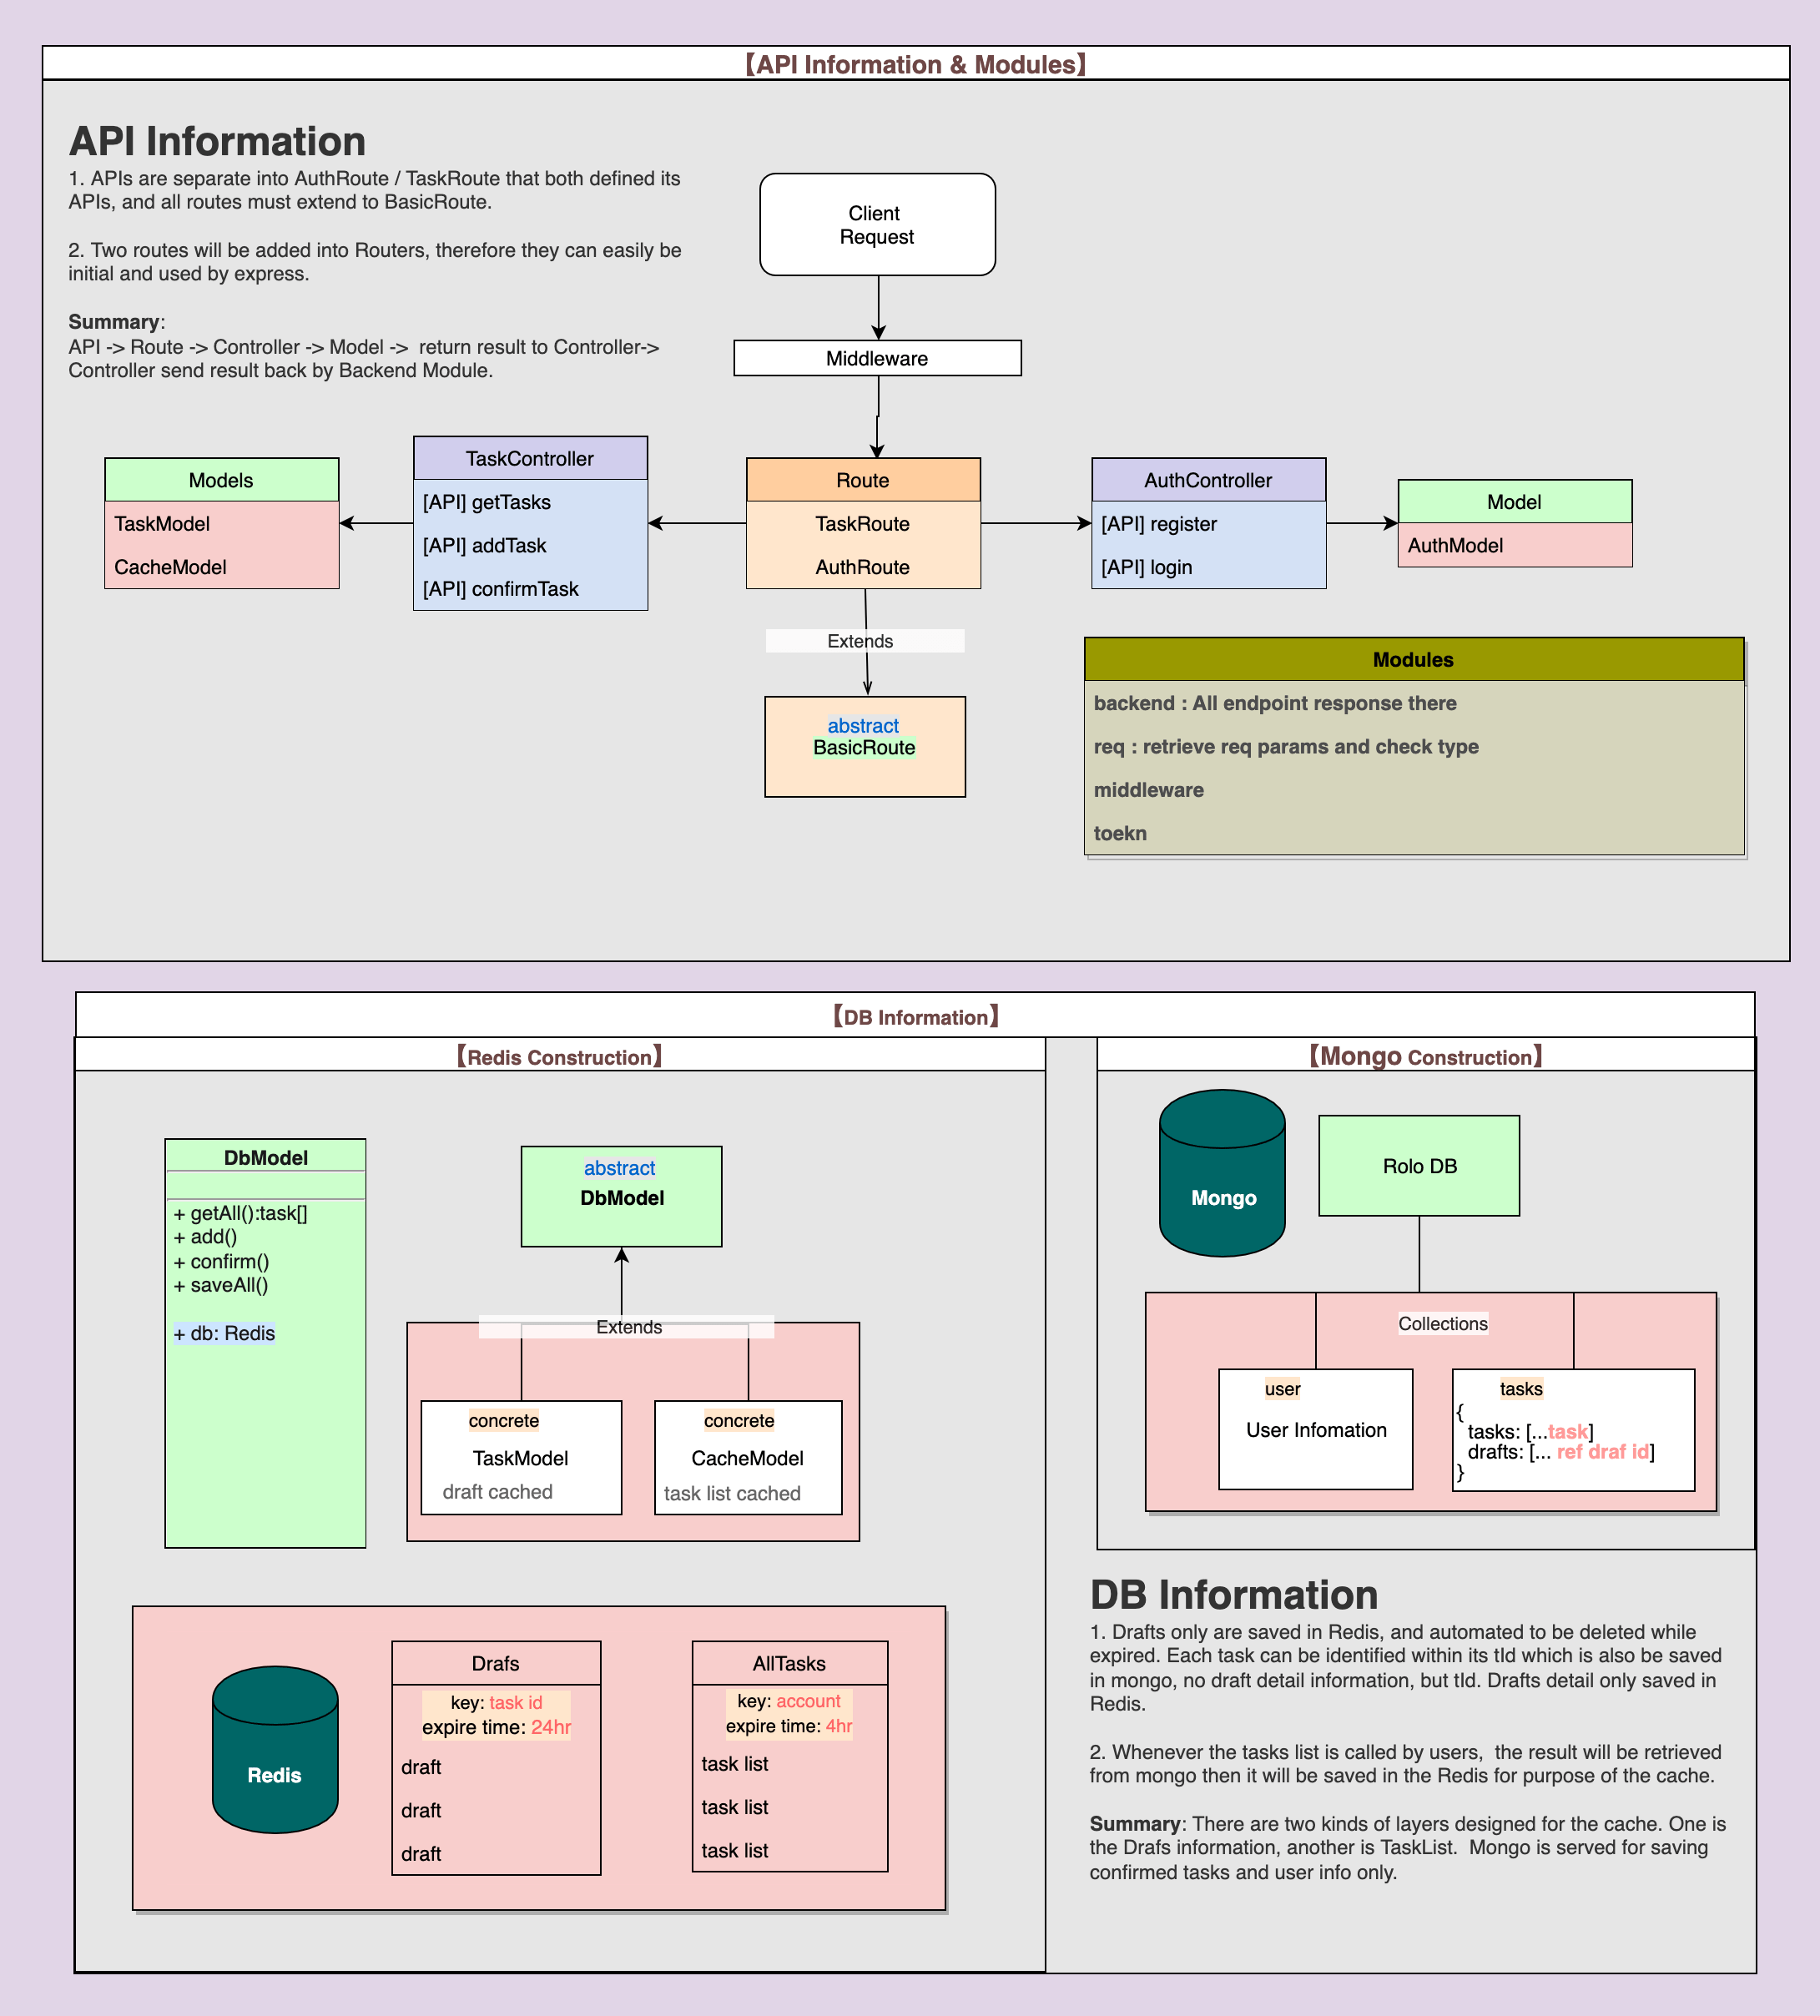 【API Information & Modules】
API Information
1. APIs are separate into AuthRoute / TaskRoute that both defined its
APIs, and all routes must extend to BasicRoute.
2. Two routes will be added into Routers, therefore they can easily be
initial and used by express.
Summary:
API -> Route -> Controller -> Model ->  return result to Controller->
Controller send result back by Backend Module.
Client
Request
Middleware
Models
TaskModel
CacheModel
TaskController
[API] getTasks
[API] addTask
[API] confirmTask
Route
TaskRoute
AuthRoute
AuthController
[API] register
[API] login
Model
AuthModel
Extends
abstract
BasicRoute
Modules
backend : All endpoint response there
req : retrieve req params and check type
middleware
toekn
【DB Information】
【Redis Construction】
DbModel
+ getAll():task[]
+ add()
+ confirm()
+ saveAll()
+ db: Redis
abstract
DbModel
Extends
concrete
TaskModel
draft cached
concrete
CacheModel
task list cached
Redis
Drafs
key: task id
expire time: 24hr
draft
draft
draft
AllTasks
key: account
expire time: 4hr
task list
task list
task list
【Mongo Construction】
Mongo
Rolo DB
Collections
user
User Infomation
tasks
{
tasks: [...task]
drafts: [... ref draf id]
}
DB Information
1. Drafts only are saved in Redis, and automated to be deleted while
expired. Each task can be identified within its tId which is also be saved
in mongo, no draft detail information, but tId. Drafts detail only saved in
Redis.
2. Whenever the tasks list is called by users,  the result will be retrieved
from mongo then it will be saved in the Redis for purpose of the cache.
Summary: There are two kinds of layers designed for the cache. One is
the Drafs information, another is TaskList.  Mongo is served for saving
confirmed tasks and user info only.